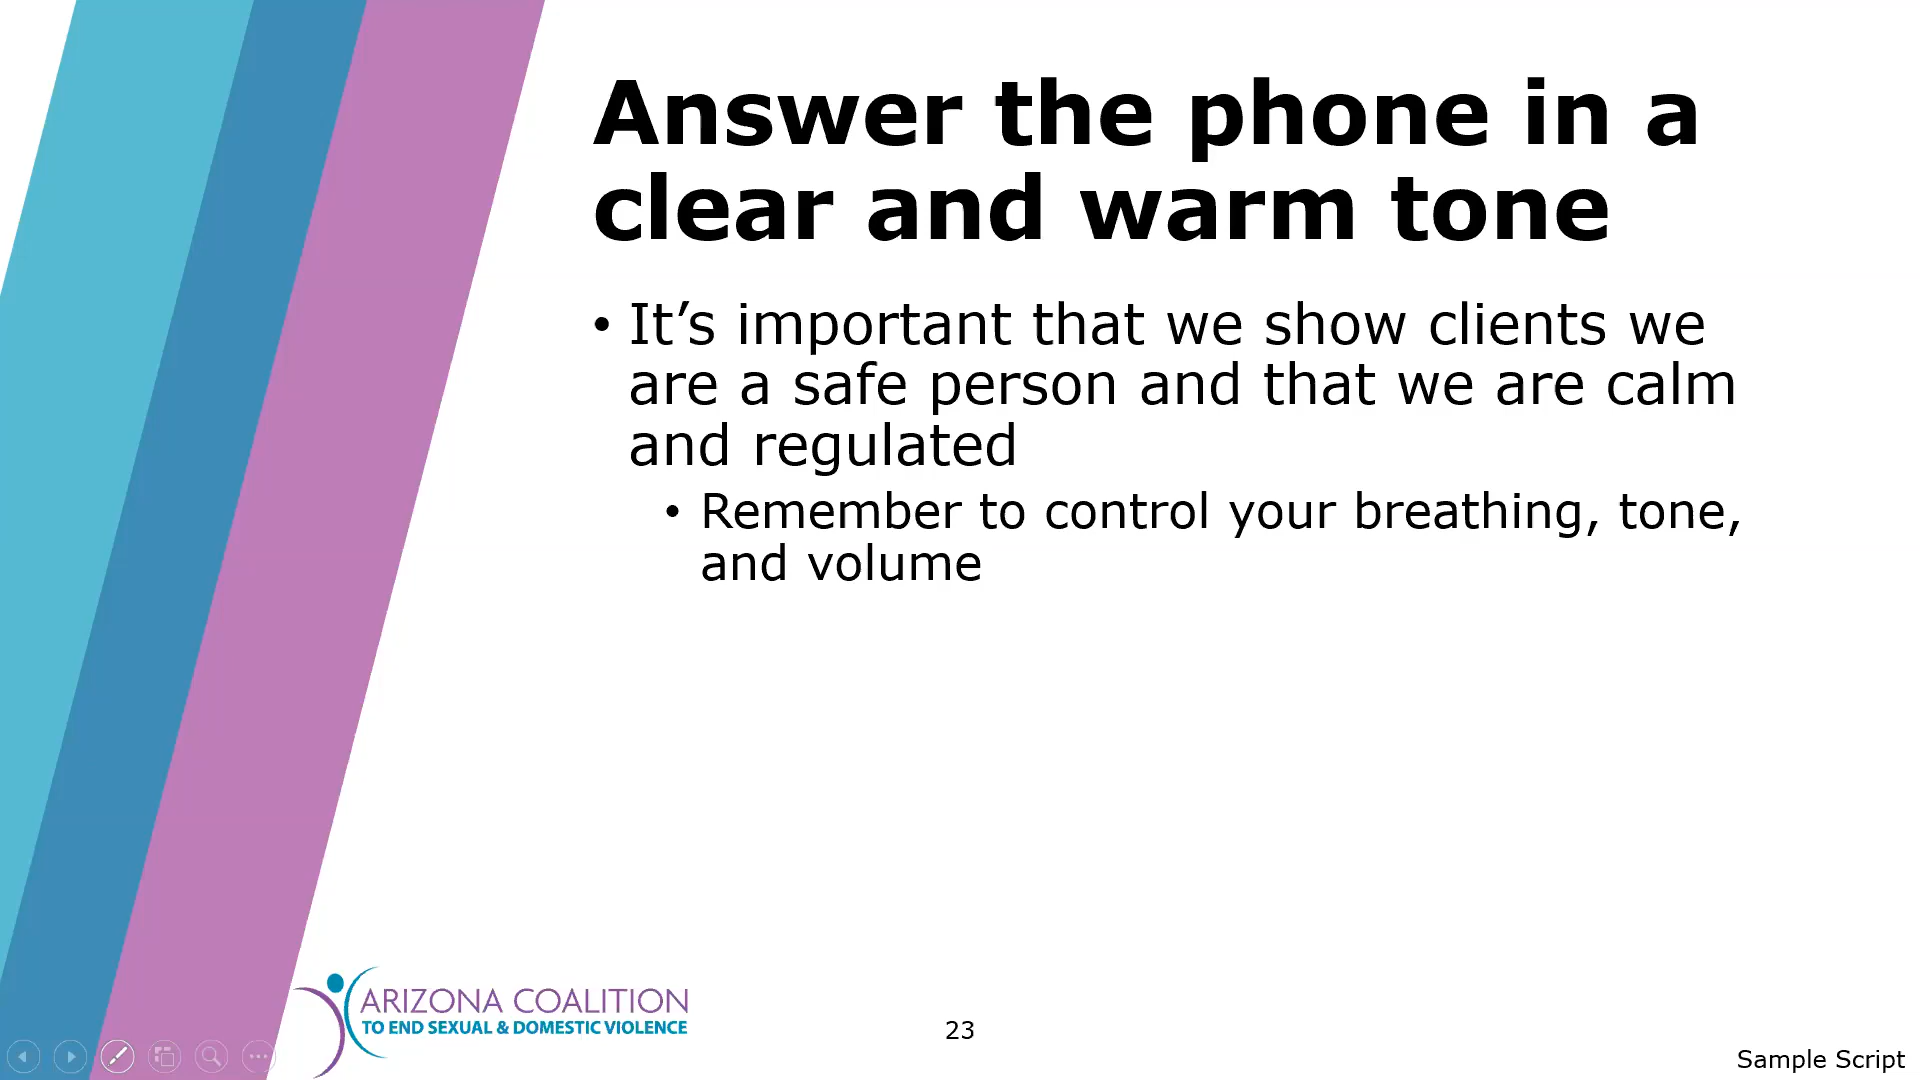 Answer the phone in a
clear and warm tone
• It’s important that we show clients we
are a safe person and that we are calm
and regulated
• Remember to control your breathing, tone,
and volume
ARIZONA COALITION
TO END SEXUAL & DOMESTIC VIOLENCE
23
Sample Script